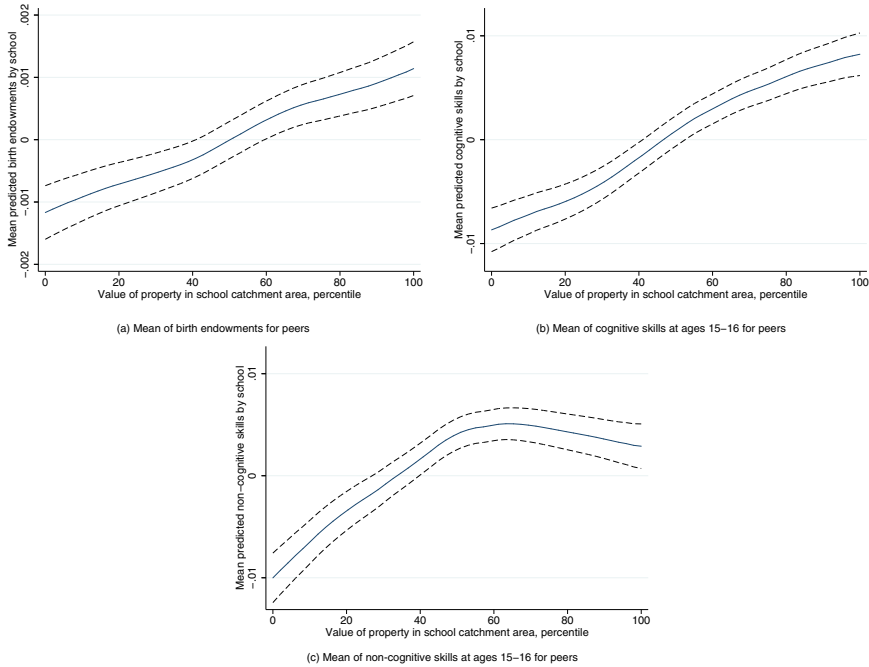 Mean predicted birth endowments by school
.002
.001
0
−.001
−.002
0 20 40 60 80 100
Value of property in school catchment area, percentile
(a) Mean of birth endowments for peers
Mean predicted cognitive skills by school
.01
0
−.01
0 20 40 60 80 100
Value of property in school catchment area, percentile
(b) Mean of cognitive skills at ages 15−16 for peers
Mean predicted non−cognitive skills by school
.01
0
−.01
0 20 40 60 80 100
Value of property in school catchment area, percentile
(c) Mean of non−cognitive skills at ages 15−16 for peers